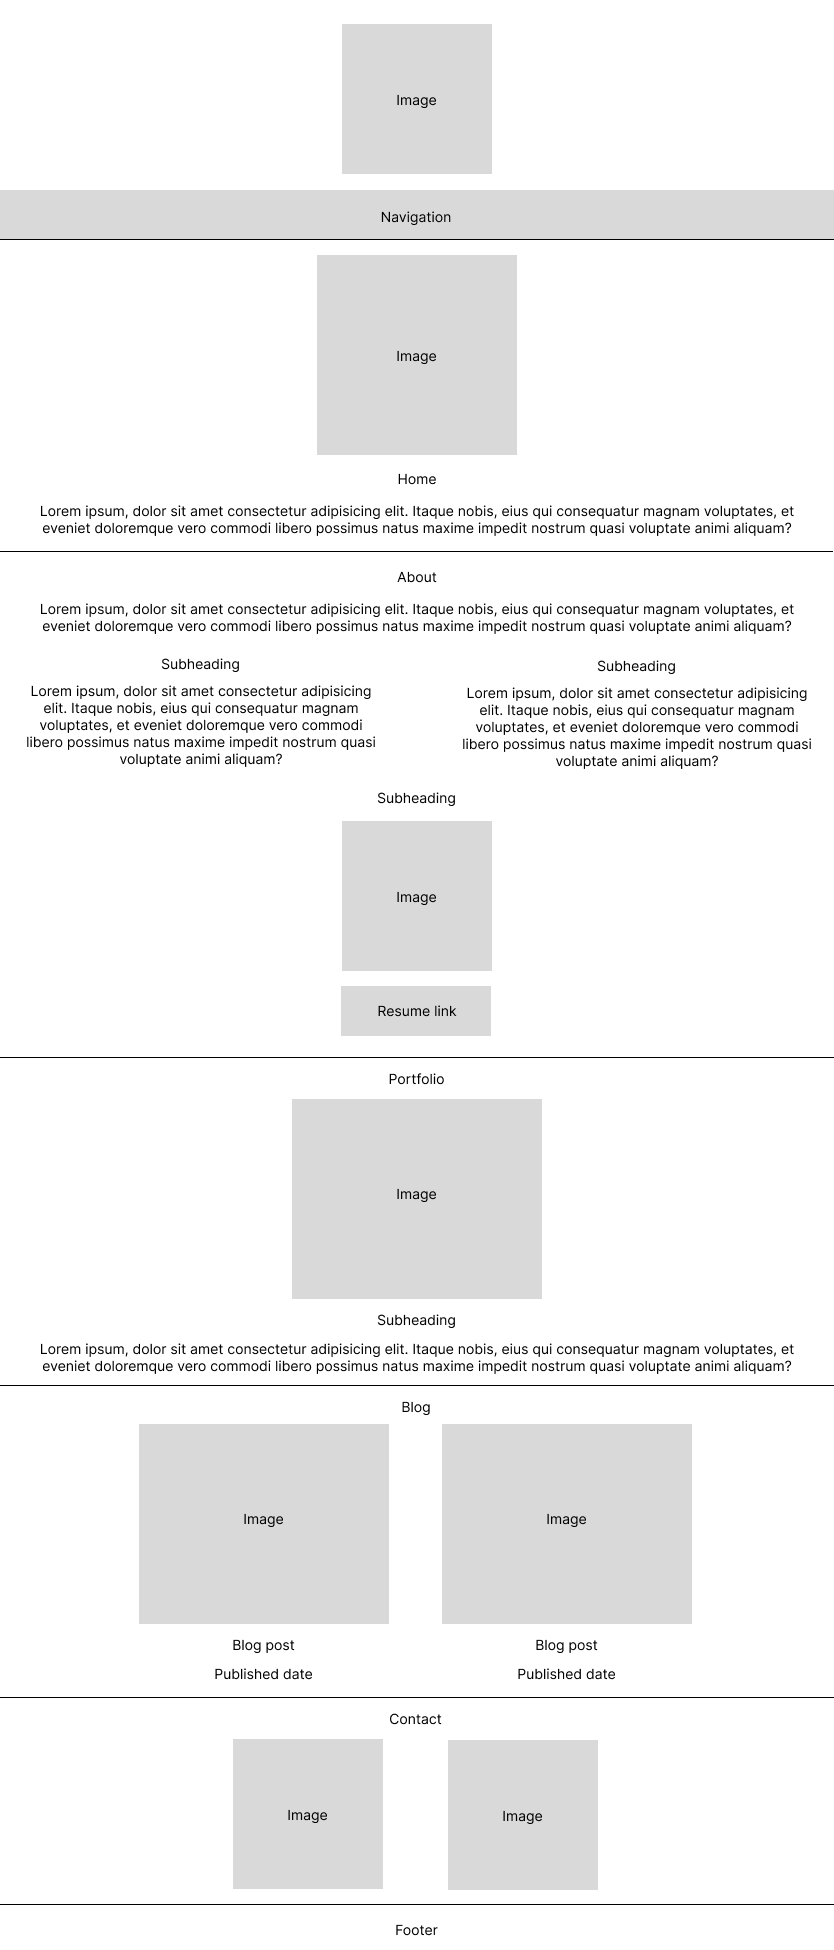 Image
Navigation
Image
Home
Lorem ipsum, dolor sit amet consectetur adipisicing elit. Itaque nobis, eius qui consequatur magnam voluptates, et
eveniet doloremque vero commodi libero possimus natus maxime impedit nostrum quasi voluptate animi aliquam?
About
Lorem ipsum, dolor sit amet consectetur adipisicing elit. Itaque nobis, eius qui consequatur magnam voluptates, et
eveniet doloremque vero commodi libero possimus natus maxime impedit nostrum quasi voluptate animi aliquam?
Subheading
Lorem ipsum, dolor sit amet consectetur adipisicing
elit. Itaque nobis, eius qui consequatur magnam
voluptates, et eveniet doloremque vero commodi
libero possimus natus maxime impedit nostrum quasi
voluptate animi aliquam?
Subheading
Lorem ipsum, dolor sit amet consectetur adipisicing
elit. Itaque nobis, eius qui consequatur magnam
voluptates, et eveniet doloremque vero commodi
libero possimus natus maxime impedit nostrum quasi
voluptate animi aliquam?
Subheading
Image
Resume link
Portfolio
Image
Subheading
Lorem ipsum, dolor sit amet consectetur adipisicing elit. Itaque nobis, eius qui consequatur magnam voluptates, et
eveniet doloremque vero commodi libero possimus natus maxime impedit nostrum quasi voluptate animi aliquam?
Blog
Image
Blog post
Published date
Image
Blog post
Published date
Contact
Image
Image
Footer